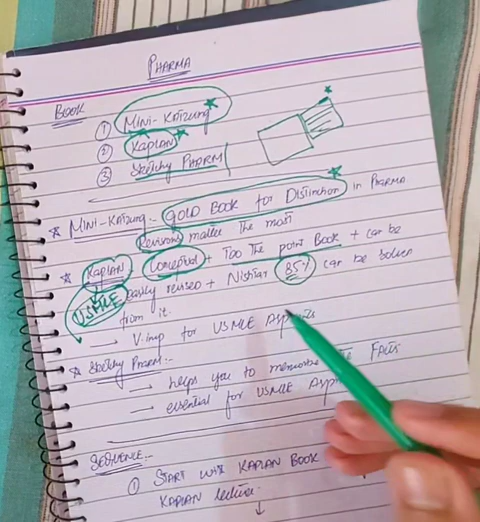 PHARMA
BOOK
① MINI-KATZUNG
② KAPLAN
③ SKETCHY PHARM
MINI-KATZUNG:- GOLD BOOK for Distinction in PHARMA
Revisions matter the most
KAPLAN Conceptual + Too The point Book + can be
USMLE easily revised + Nishtar 85% can be solved
from it.
→ V.imp for USMLE
SKETCHY PHARM:-
→ helps you to memorise the FACTS
→ essential for USMLE
SEQUENCE:-
① START WITH KAPLAN BOOK
KAPLAN lecture.